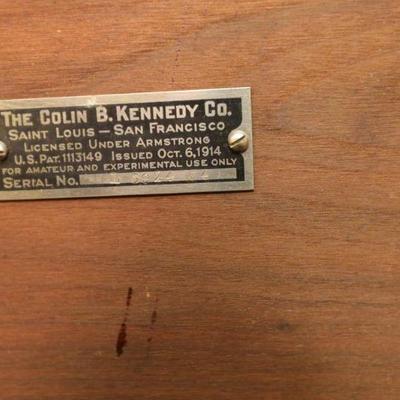 THE COLIN B. KENNEDY CO.
SAINT LOUIS — SAN FRANCISCO
LICENSED UNDER ARMSTRONG
U.S. PAT. 1113149 ISSUED OCT. 6, 1914
FOR AMATEUR AND EXPERIMENTAL USE ONLY
SERIAL NO.